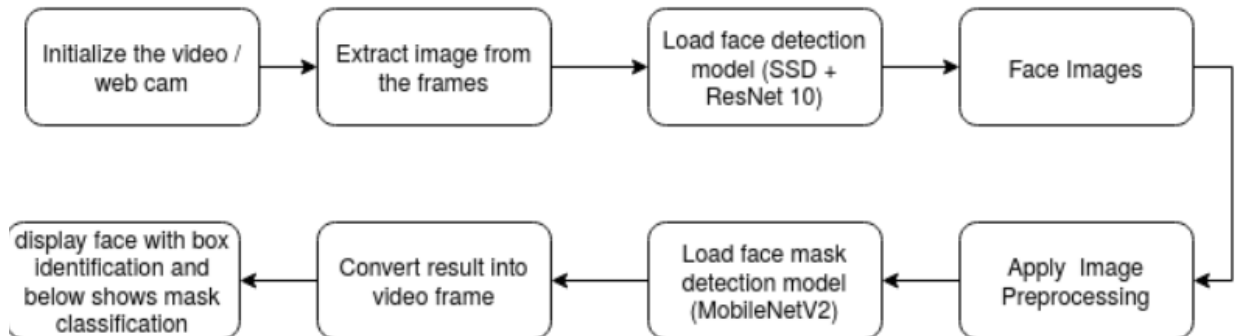 Initialize the video /
web cam
Extract image from
the frames
Load face detection
model (SSD +
ResNet 10)
Face Images
Apply Image
Preprocessing
Load face mask
detection model
(MobileNetV2)
Convert result into
video frame
display face with box
identification and
below shows mask
classification